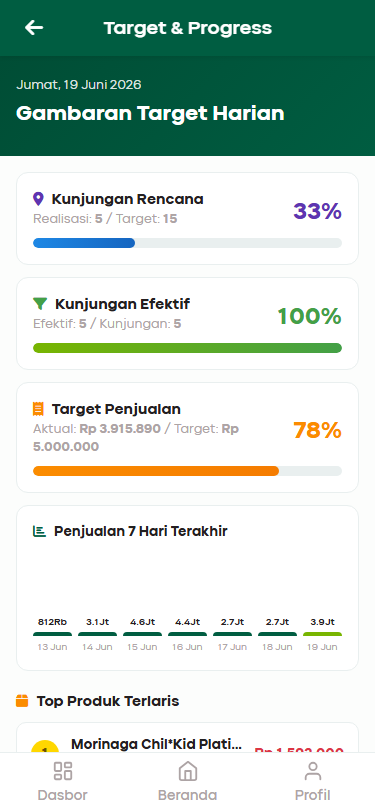 Target & Progress
Jumat, 19 Juni 2026
Gambaran Target Harian
Kunjungan Rencana
Realisasi: 5 / Target: 15
33%
Kunjungan Efektif
Efektif: 5 / Kunjungan: 5
100%
Target Penjualan
Aktual: Rp 3.915.890 / Target: Rp
5.000.000
78%
Penjualan 7 Hari Terakhir
812Rb 3.1Jt 4.6Jt 4.4Jt 2.7Jt 2.7Jt 3.9Jt
13 Jun 14 Jun 15 Jun 16 Jun 17 Jun 18 Jun 19 Jun
Top Produk Terlaris
Morinaga Chil*Kid Plati...
Dasbor Beranda Profil